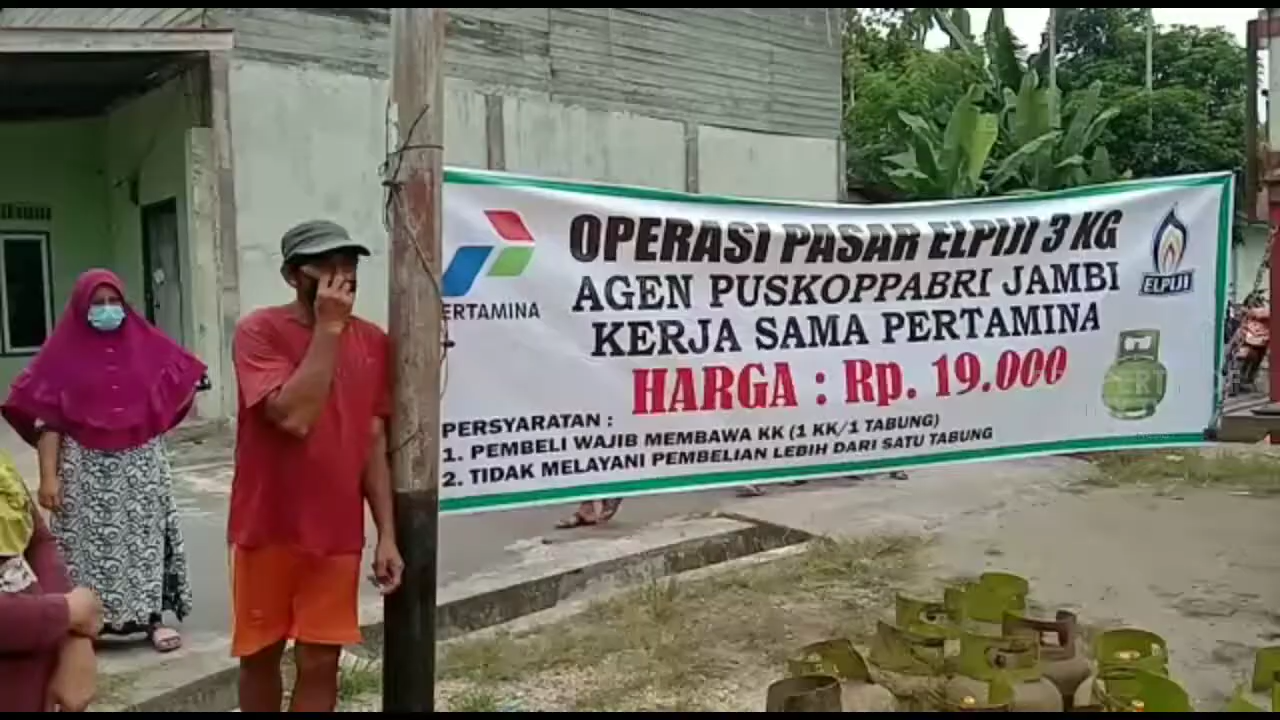 OPERASI PASAR ELPIJI 3 KG
AGEN PUSKOPPABRI JAMBI
KERJA SAMA PERTAMINA
HARGA : Rp. 19.000
ERTAMINA
ELPIJI
PERSYARATAN :
1. PEMBELI WAJIB MEMBAWA KK (1 KK/1 TABUNG)
2. TIDAK MELAYANI PEMBELIAN LEBIH DARI SATU TABUNG